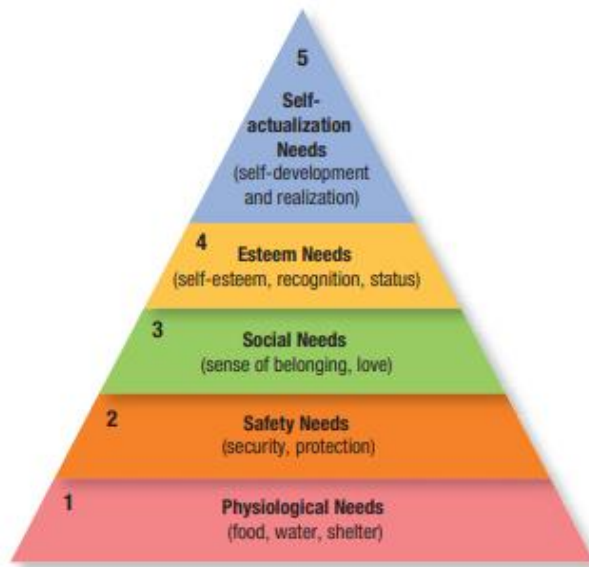 5
Self-
actualization
Needs
(self-development
and realization)
4
Esteem Needs
(self-esteem, recognition, status)
3
Social Needs
(sense of belonging, love)
2
Safety Needs
(security, protection)
1
Physiological Needs
(food, water, shelter)